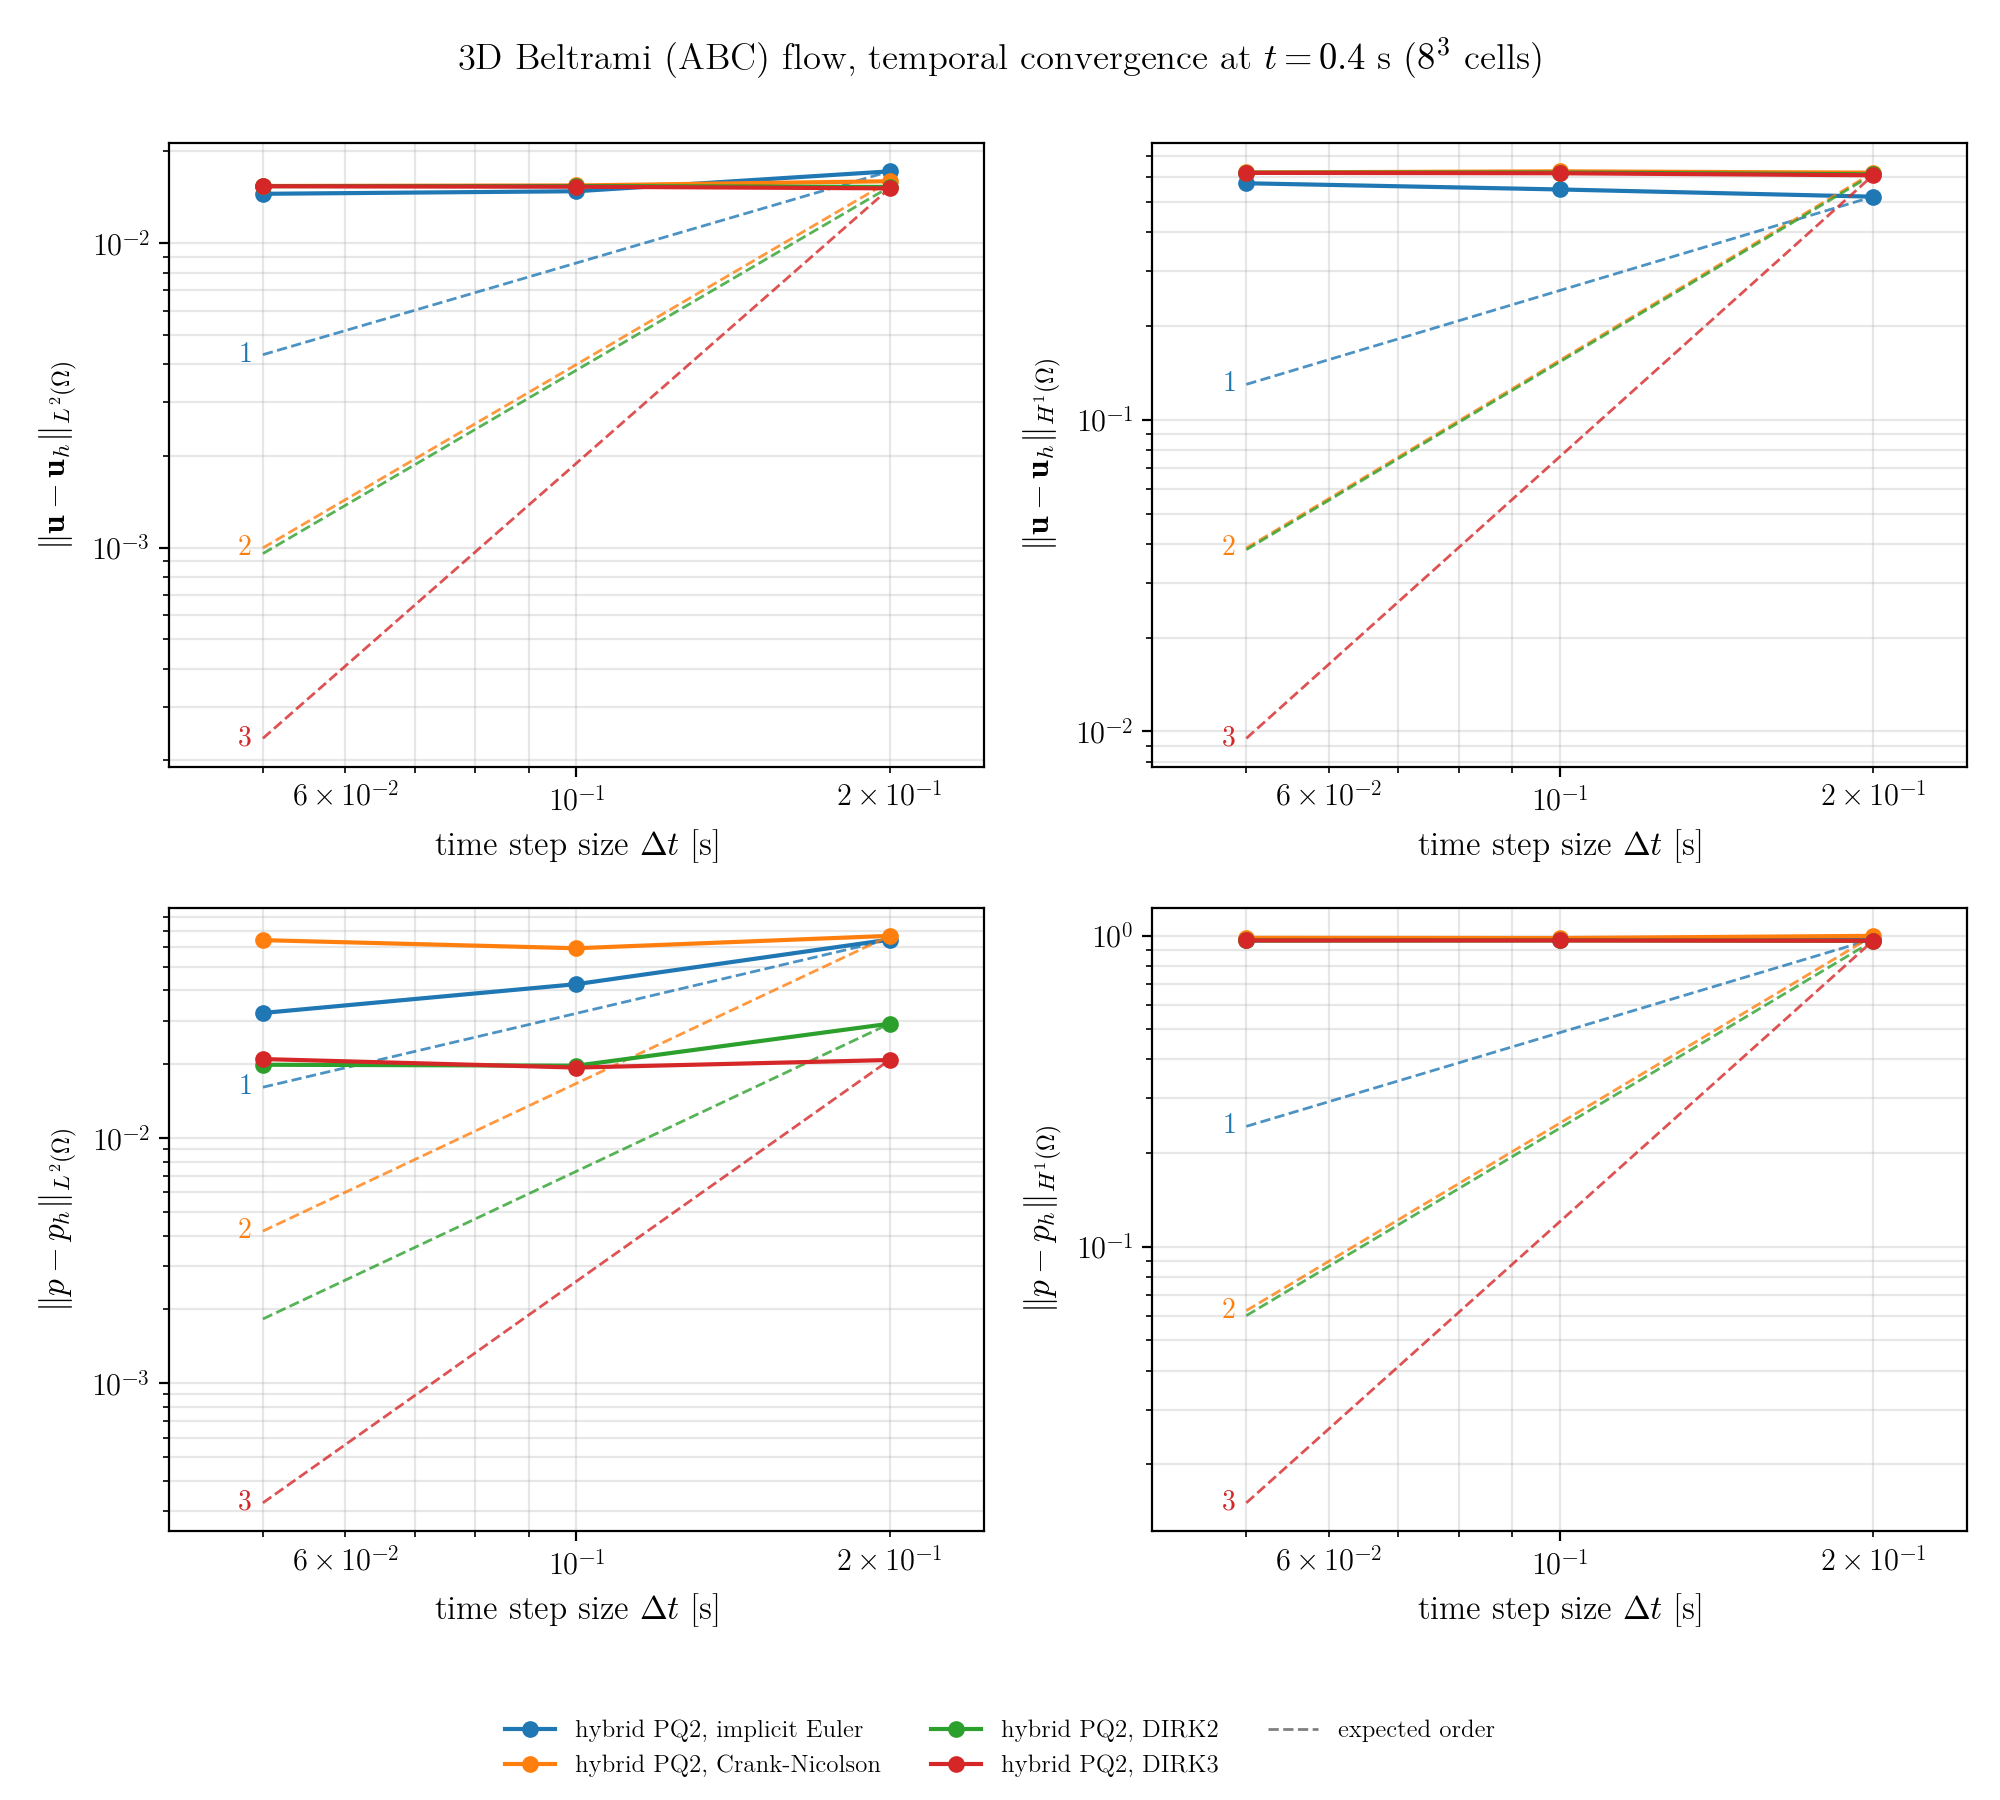 3D Beltrami (ABC) flow, temporal convergence at t = 0.4 s (8³ cells)
10⁻²
10⁻³
1
2
3
||u − u_h||_{L²(Ω)}
6 × 10⁻² 10⁻¹ 2 × 10⁻¹
time step size Δt [s]
10⁻¹
10⁻²
1
2
3
||u − u_h||_{H¹(Ω)}
6 × 10⁻² 10⁻¹ 2 × 10⁻¹
time step size Δt [s]
10⁻²
10⁻³
1
2
3
||p − p_h||_{L²(Ω)}
6 × 10⁻² 10⁻¹ 2 × 10⁻¹
time step size Δt [s]
10⁰
10⁻¹
1
2
3
||p − p_h||_{H¹(Ω)}
6 × 10⁻² 10⁻¹ 2 × 10⁻¹
time step size Δt [s]
hybrid PQ2, implicit Euler
hybrid PQ2, Crank-Nicolson
hybrid PQ2, DIRK2
hybrid PQ2, DIRK3
expected order